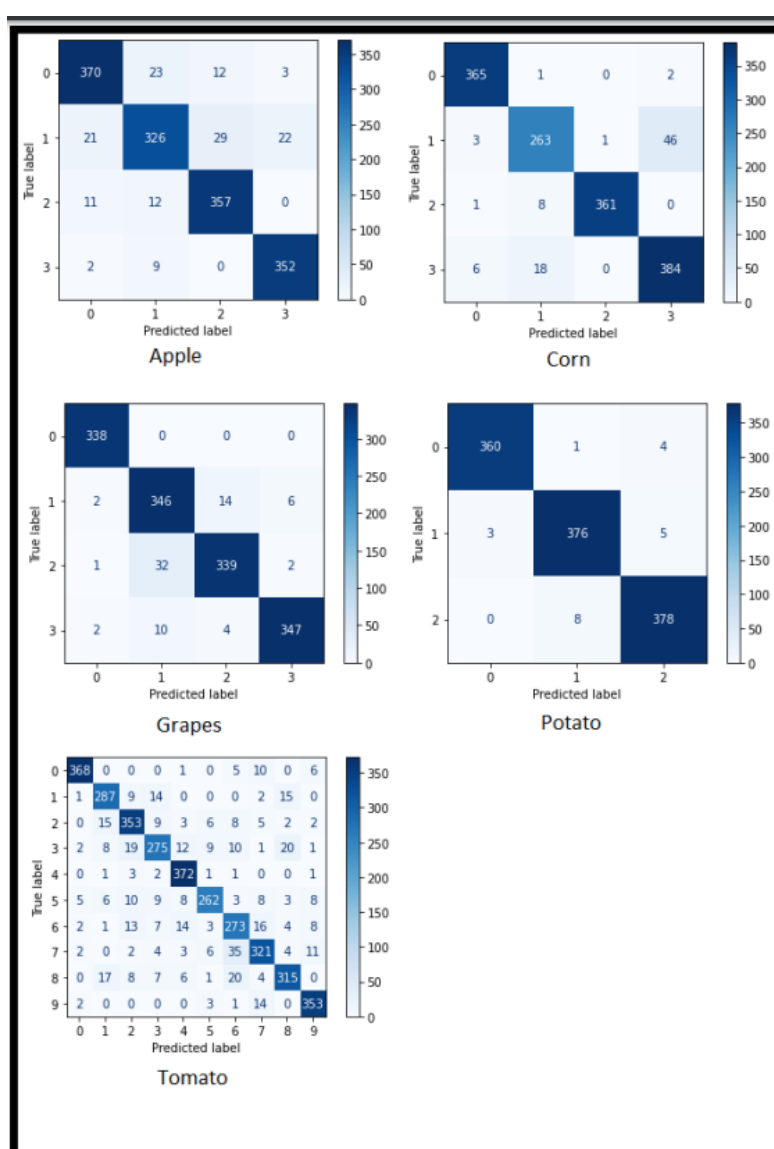 0 370 23 12 3
1 21 326 29 22
2 11 12 357 0
3 2 9 0 352
0 1 2 3
True label
Predicted label
350
300
250
200
150
100
50
0
Apple
0 365 1 0 2
1 3 263 1 46
2 1 8 361 0
3 6 18 0 384
0 1 2 3
True label
Predicted label
350
300
250
200
150
100
50
0
Corn
0 338 0 0 0
1 2 346 14 6
2 1 32 339 2
3 2 10 4 347
0 1 2 3
True label
Predicted label
300
250
200
150
100
50
0
Grapes
0 360 1 4
1 3 376 5
2 0 8 378
0 1 2
True label
Predicted label
350
300
250
200
150
100
50
0
Potato
0 368 0 0 0 1 0 5 10 0 6
1 1 287 9 14 0 0 0 2 15 0
2 0 15 353 9 3 6 8 5 2 2
3 2 8 19 275 12 9 10 1 20 1
4 0 1 3 2 372 1 1 0 0 1
5 5 6 10 9 8 262 3 8 3 8
6 2 1 13 7 14 3 273 16 4 8
7 2 0 2 4 3 6 35 321 4 11
8 0 17 8 7 6 1 20 4 315 0
9 2 0 0 0 0 3 1 14 0 353
0 1 2 3 4 5 6 7 8 9
True label
Predicted label
350
300
250
200
150
100
50
0
Tomato